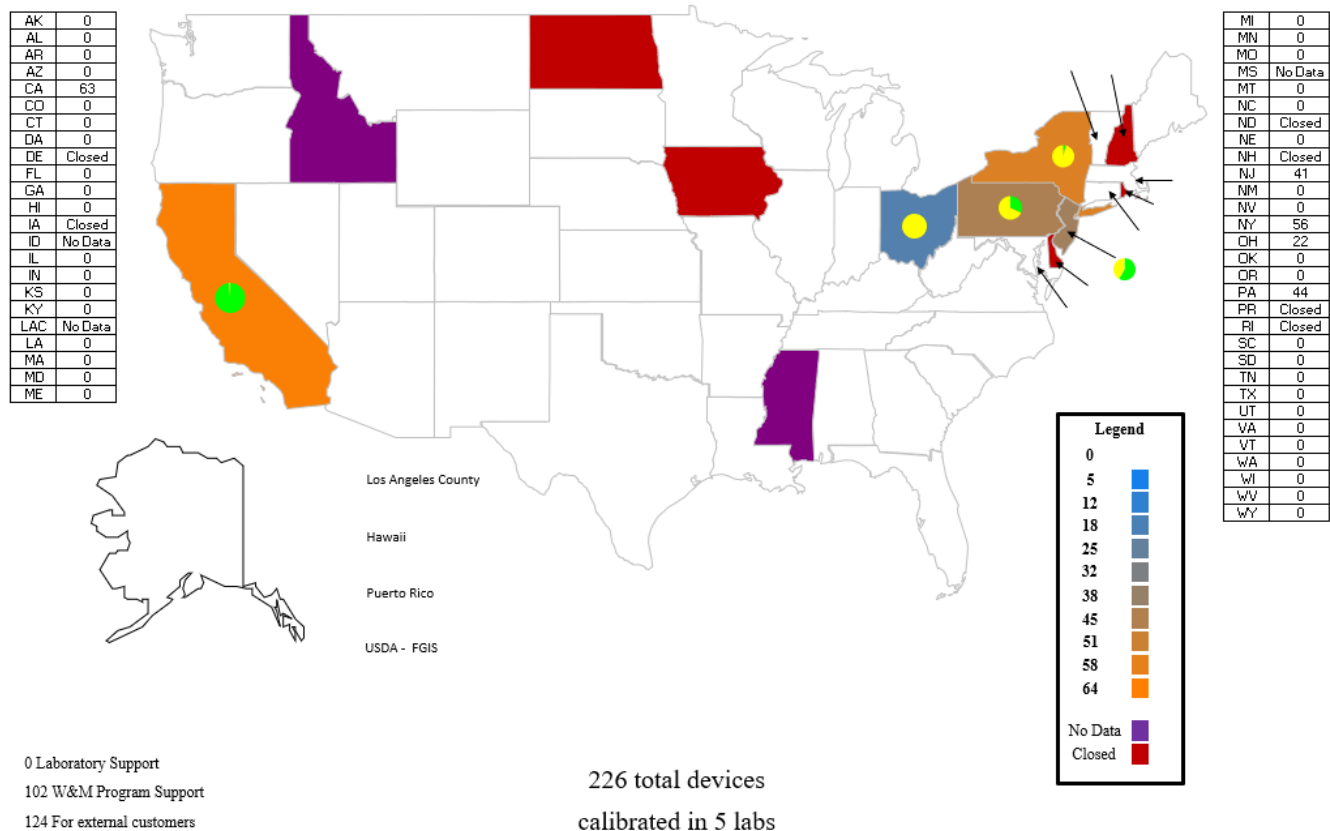 AK 0
AL 0
AR 0
AZ 0
CA 63
CO 0
CT 0
DA 0
DE Closed
FL 0
GA 0
HI 0
IA Closed
ID No Data
IL 0
IN 0
KS 0
KY 0
LAC No Data
LA 0
MA 0
MD 0
ME 0
MI 0
MN 0
MO 0
MS No Data
MT 0
NC 0
ND Closed
NE 0
NH Closed
NJ 41
NM 0
NV 0
NY 56
OH 22
OK 0
OR 0
PA 44
PR Closed
RI Closed
SC 0
SD 0
TN 0
TX 0
UT 0
VA 0
VT 0
WA 0
WI 0
WV 0
WY 0
Los Angeles County
Hawaii
Puerto Rico
USDA - FGIS
Legend
0
5
12
18
25
32
38
45
51
58
64
No Data
Closed
0 Laboratory Support
102 W&M Program Support
124 For external customers
226 total devices
calibrated in 5 labs